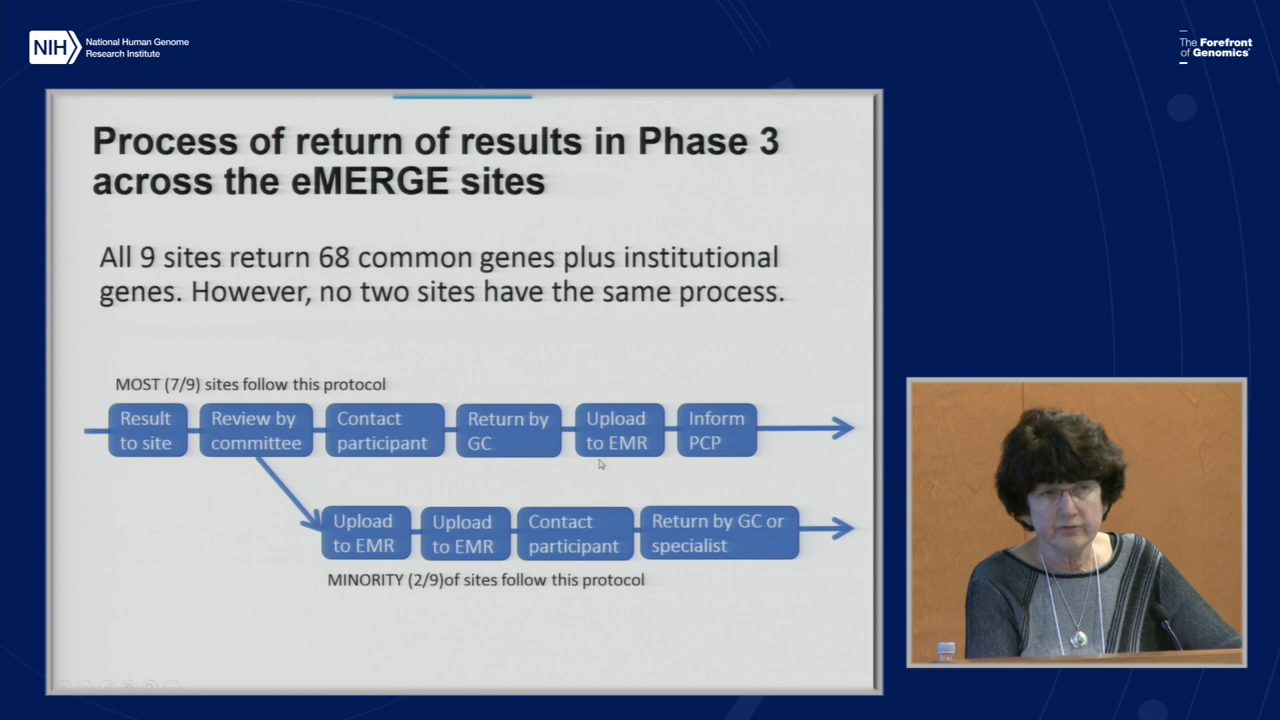 NIH
National Human Genome
Research Institute
The Forefront
of Genomics®
Process of return of results in Phase 3
across the eMERGE sites
All 9 sites return 68 common genes plus institutional
genes. However, no two sites have the same process.
MOST (7/9) sites follow this protocol
Result
to site
Review by
committee
Contact
participant
Return by
GC
Upload
to EMR
Inform
PCP
Upload
to EMR
Upload
to EMR
Contact
participant
Return by GC or
specialist
MINORITY (2/9)of sites follow this protocol